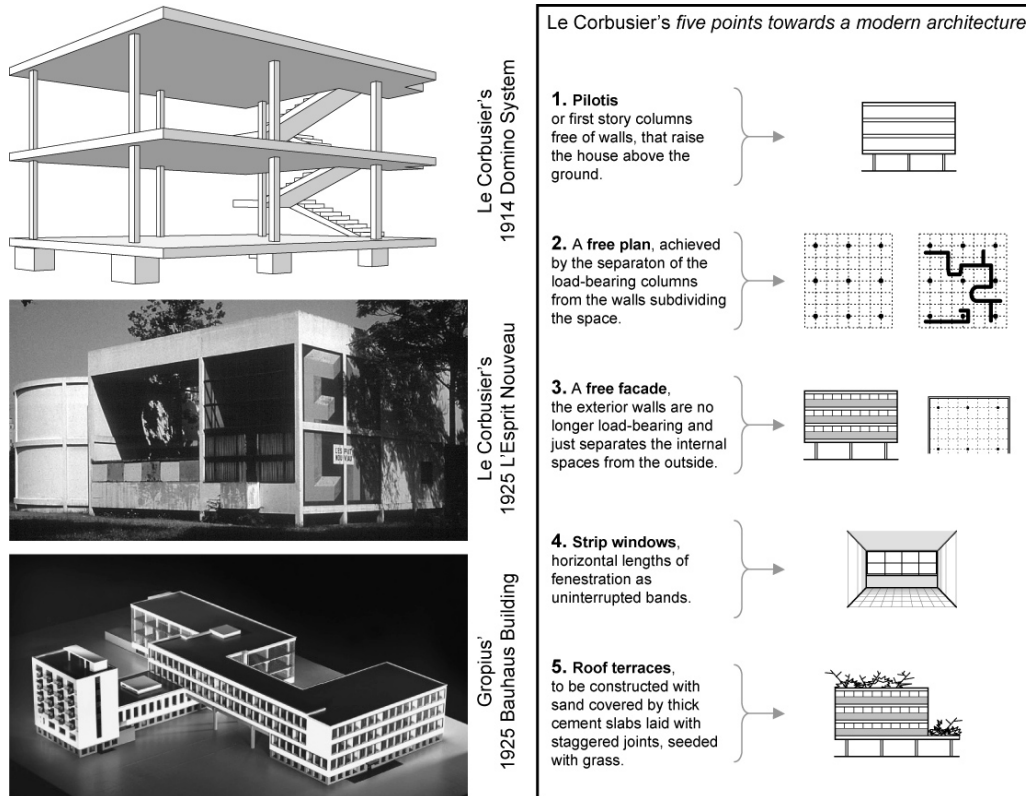 Le Corbusier's
1914 Domino System
Le Corbusier's
1925 L'Esprit Nouveau
Gropius'
1925 Bauhaus Building
Le Corbusier's five points towards a modern architecture
1. Pilotis
or first story columns
free of walls, that raise
the house above the
ground.
2. A free plan, achieved
by the separaton of the
load-bearing columns
from the walls subdividing
the space.
3. A free facade,
the exterior walls are no
longer load-bearing and
just separates the internal
spaces from the outside.
4. Strip windows,
horizontal lengths of
fenestration as
uninterrupted bands.
5. Roof terraces,
to be constructed with
sand covered by thick
cement slabs laid with
staggered joints, seeded
with grass.